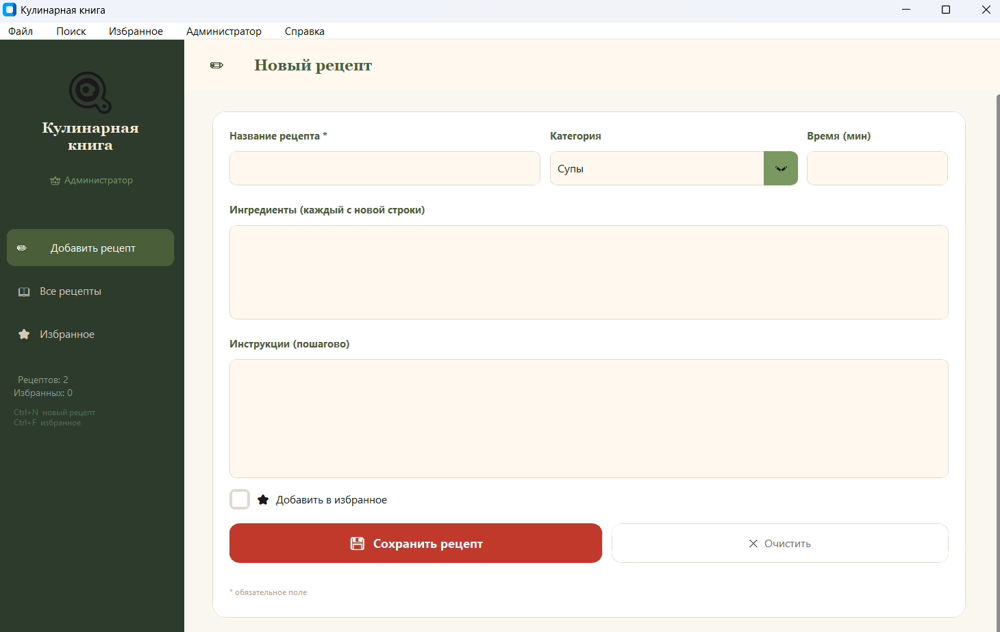 Кулинарная книга
Файл Поиск Избранное Администратор Справка
Кулинарная
книга
Администратор
Добавить рецепт
Все рецепты
Избранное
Рецептов: 2
Избранных: 0
Ctrl+N новый рецепт
Ctrl+F избранное
Новый рецепт
Название рецепта * Категория Время (мин)
Супы
Ингредиенты (каждый с новой строки)
Инструкции (пошагово)
Добавить в избранное
Сохранить рецепт Очистить
* обязательное поле